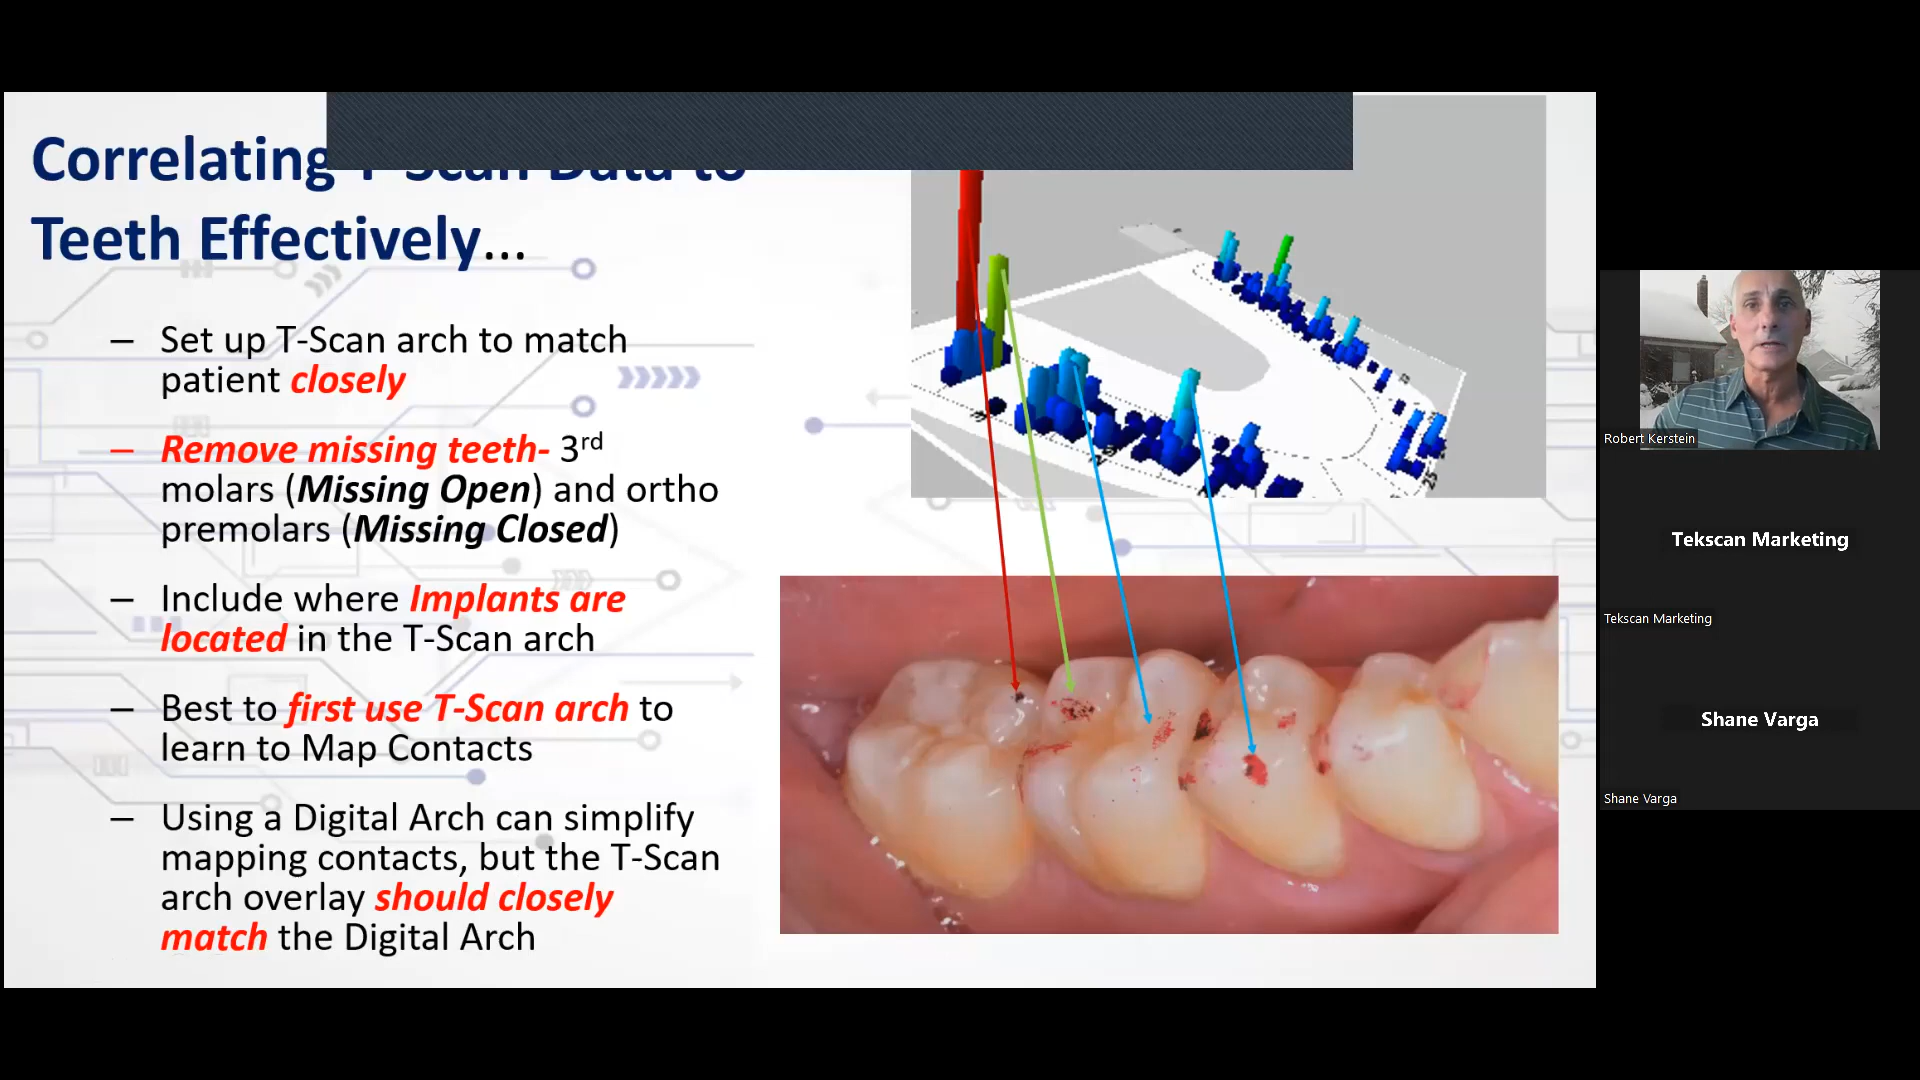 Correlating T-Scan Data to
Teeth Effectively...
– Set up T-Scan arch to match
patient closely
– Remove missing teeth- 3rd
molars (Missing Open) and ortho
premolars (Missing Closed)
– Include where Implants are
located in the T-Scan arch
– Best to first use T-Scan arch to
learn to Map Contacts
– Using a Digital Arch can simplify
mapping contacts, but the T-Scan
arch overlay should closely
match the Digital Arch
Robert Kerstein
Tekscan Marketing
Tekscan Marketing
Shane Varga
Shane Varga